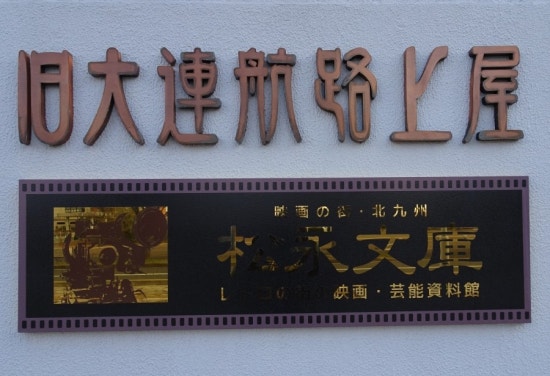 旧大連航路上屋
映画の街・北九州
松永文庫
映画・芸能資料館